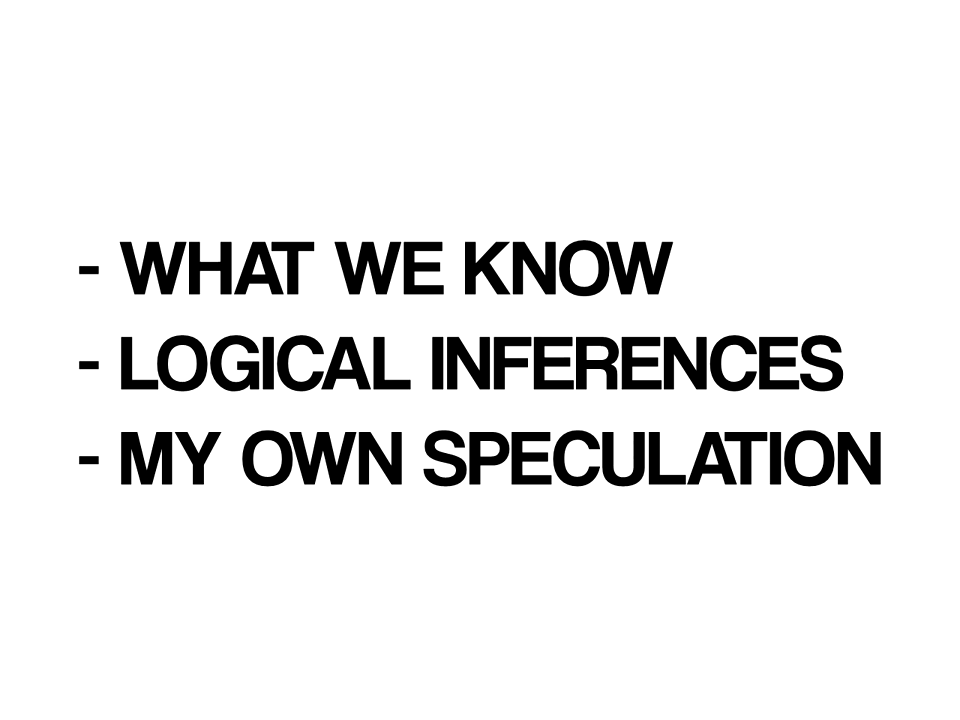 - WHAT WE KNOW
- LOGICAL INFERENCES
- MY OWN SPECULATION